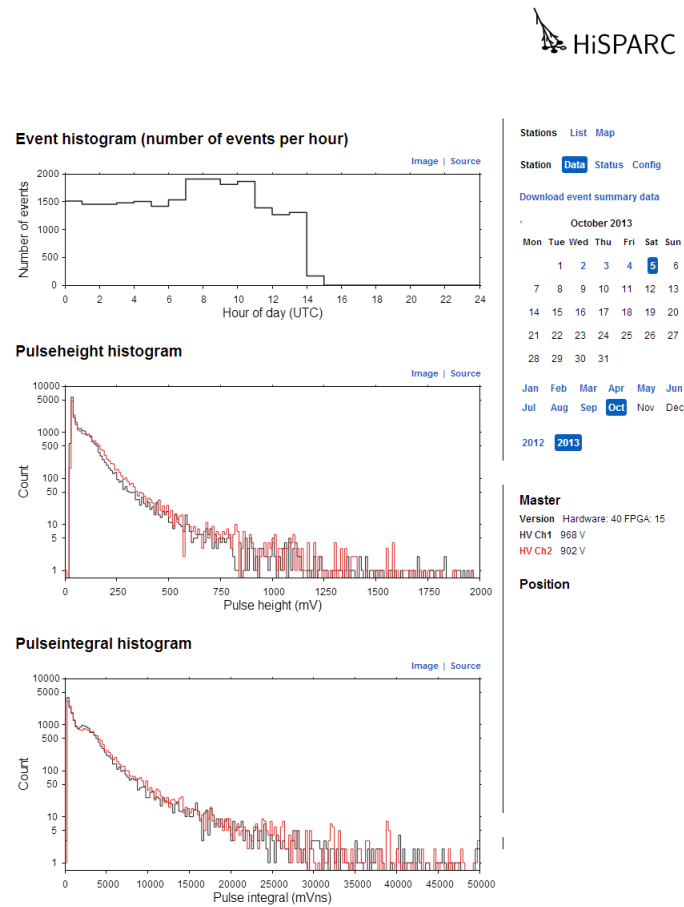 HiSPARC
Event histogram (number of events per hour)
Image | Source
Number of events
2000
1500
1000
500
0
0 2 4 6 8 10 12 14 16 18 20 22 24
Hour of day (UTC)
Pulseheight histogram
Image | Source
Count
10000
5000
1000
500
100
50
10
5
1
0 250 500 750 1000 1250 1500 1750 2000
Pulse height (mV)
Pulseintegral histogram
Image | Source
Count
10000
5000
1000
500
100
50
10
5
1
0 5000 10000 15000 20000 25000 30000 35000 40000 45000 50000
Pulse integral (mVns)
Stations List Map
Station Data Status Config
Download event summary data
October 2013
Mon Tue Wed Thu Fri Sat Sun
1 2 3 4 5 6
7 8 9 10 11 12 13
14 15 16 17 18 19 20
21 22 23 24 25 26 27
28 29 30 31
Jan Feb Mar Apr May Jun
Jul Aug Sep Oct Nov Dec
2012 2013
Master
Version Hardware: 40 FPGA: 15
HV Ch1 968 V
HV Ch2 902 V
Position